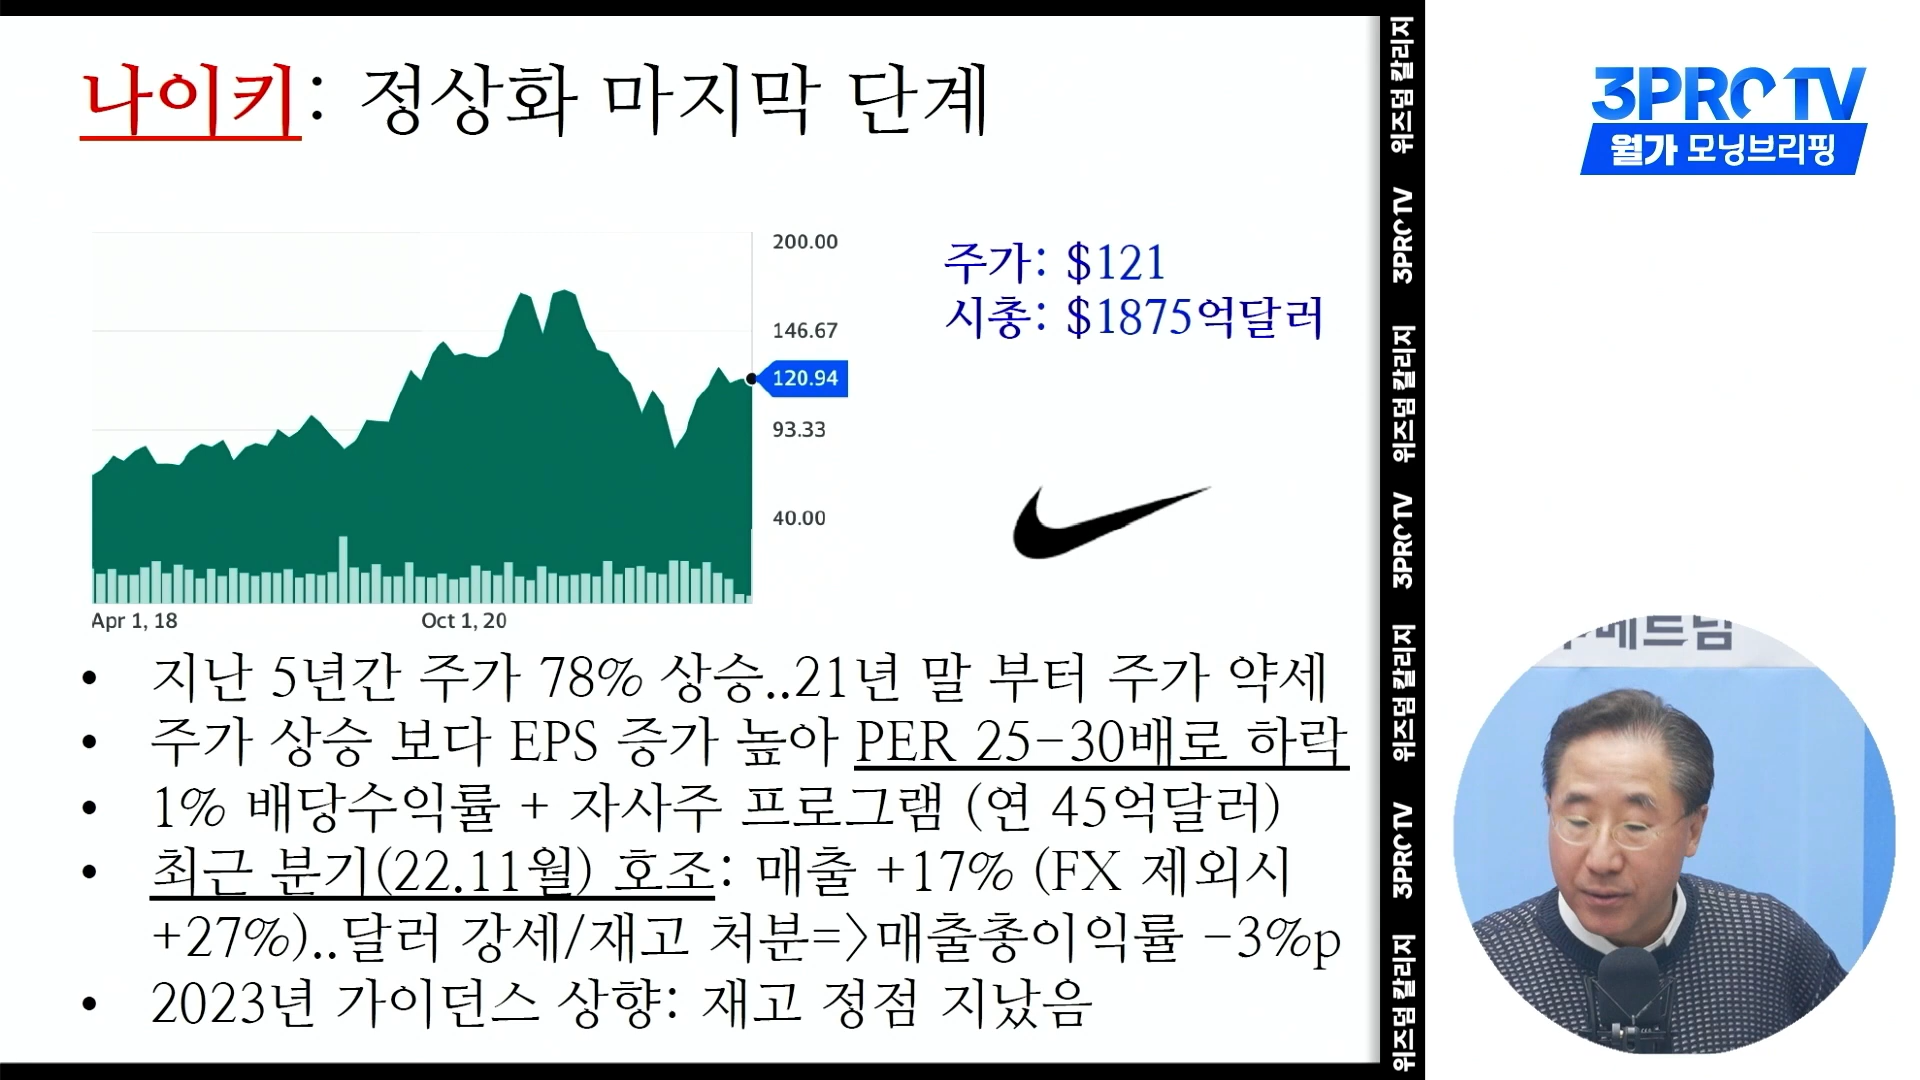 나이키: 정상화 마지막 단계
200.00
146.67
120.94
93.33
40.00
Apr 1, 18
Oct 1, 20
주가: $121
시총: $1875억달러
• 지난 5년간 주가 78% 상승..21년 말 부터 주가 약세
• 주가 상승 보다 EPS 증가 높아 PER 25-30배로 하락
• 1% 배당수익률 + 자사주 프로그램 (연 45억달러)
• 최근 분기(22.11월) 호조: 매출 +17% (FX 제외시
+27%)..달러 강세/재고 처분=>매출총이익률 -3%p
• 2023년 가이던스 상향: 재고 정점 지났음
위즈덤 칼리지
3PROTV
위즈덤 칼리지
3PROTV
위즈덤 칼리지
3PROTV
위즈덤 칼리지
3PROTV
월가 모닝브리핑
베트남